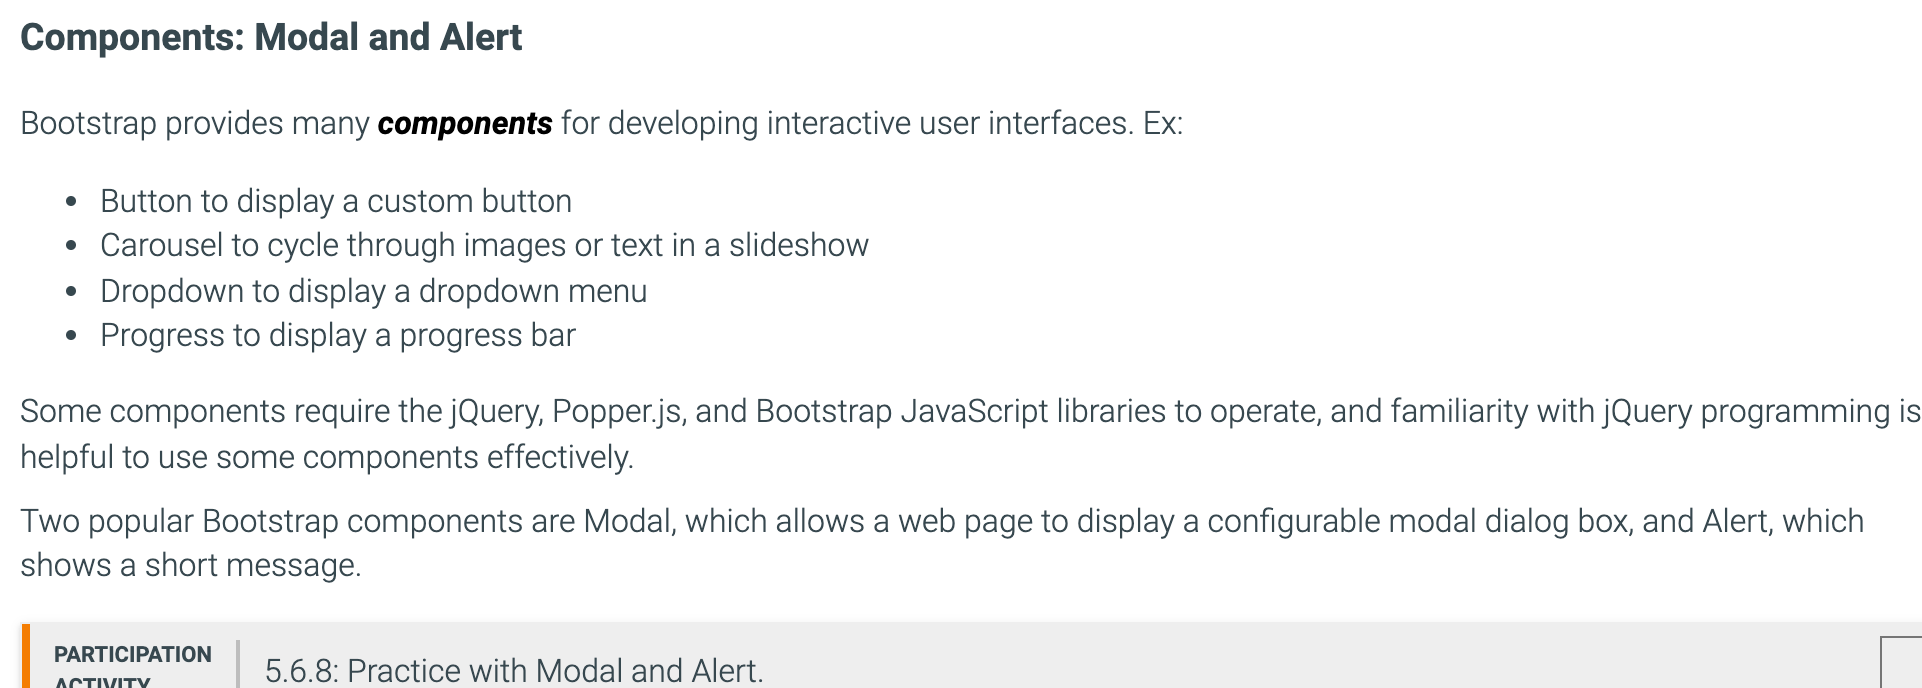 Components: Modal and Alert
Bootstrap provides many components for developing interactive user interfaces. Ex:
• Button to display a custom button
• Carousel to cycle through images or text in a slideshow
• Dropdown to display a dropdown menu
• Progress to display a progress bar
Some components require the jQuery, Popper.js, and Bootstrap JavaScript libraries to operate, and familiarity with jQuery programming is
helpful to use some components effectively.
Two popular Bootstrap components are Modal, which allows a web page to display a configurable modal dialog box, and Alert, which
shows a short message.
PARTICIPATION
ACTIVITY
5.6.8: Practice with Modal and Alert.